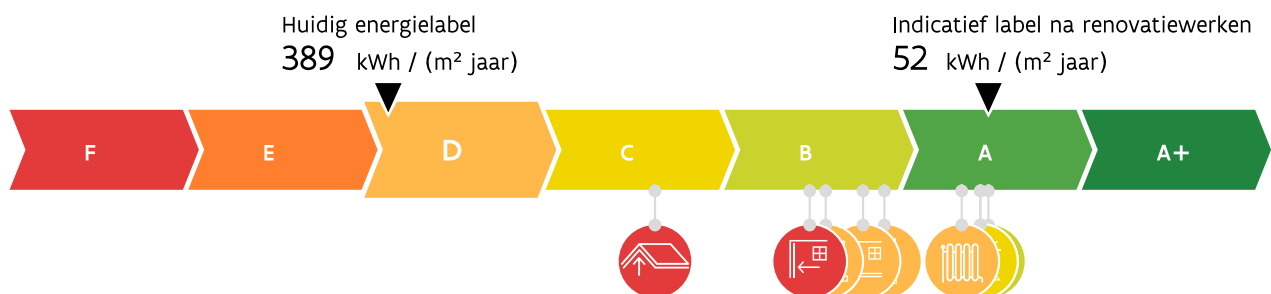 Huidig energielabel
389 kWh / (m² jaar)
Indicatief label na renovatiewerken
52 kWh / (m² jaar)
F E D C B A A+